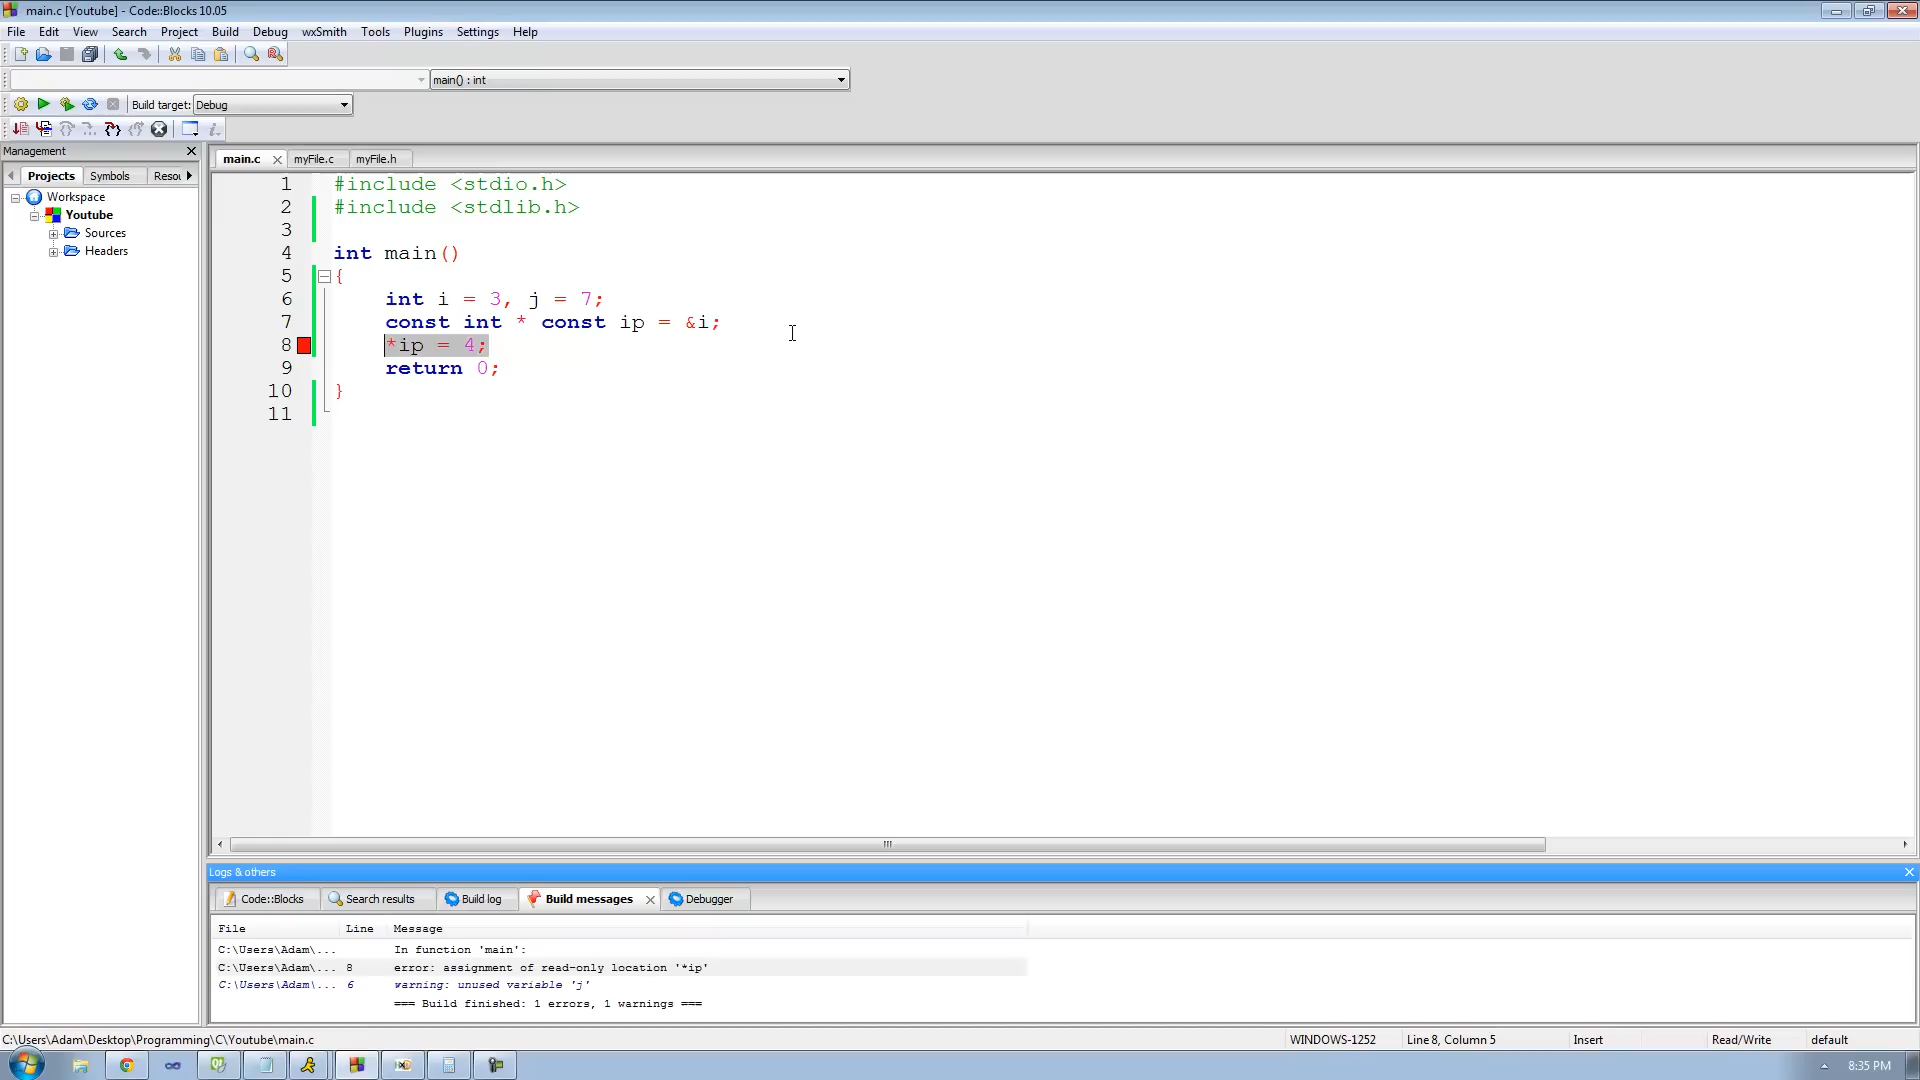 main.c [Youtube] - Code::Blocks 10.05
File Edit View Search Project Build Debug wxSmith Tools Plugins Settings Help
main() : int
Build target: Debug
Management
Projects Symbols Resou
Workspace
Youtube
Sources
Headers
main.c myFile.c myFile.h
1 #include <stdio.h>
2 #include <stdlib.h>
3
4 int main()
5 {
6 int i = 3, j = 7;
7 const int * const ip = &i;
8 *ip = 4;
9 return 0;
10 }
11
Logs & others
Code::Blocks Search results Build log Build messages Debugger
File Line Message
C:\Users\Adam\... In function 'main':
C:\Users\Adam\... 8 error: assignment of read-only location '*ip'
C:\Users\Adam\... 6 warning: unused variable 'j'
=== Build finished: 1 errors, 1 warnings ===
C:\Users\Adam\Desktop\Programming\C\Youtube\main.c WINDOWS-1252 Line 8, Column 5 Insert Read/Write default
8:35 PM